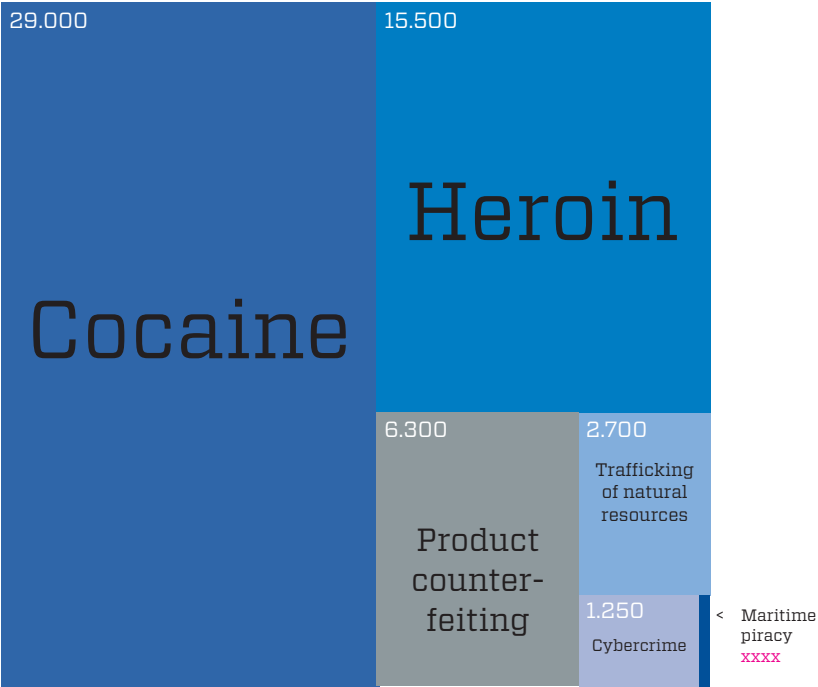 29.000
Cocaine
15.500
Heroin
6.300
Product
counter-
feiting
2.700
Trafficking
of natural
resources
1.250
Cybercrime
< Maritime
piracy
xxxx